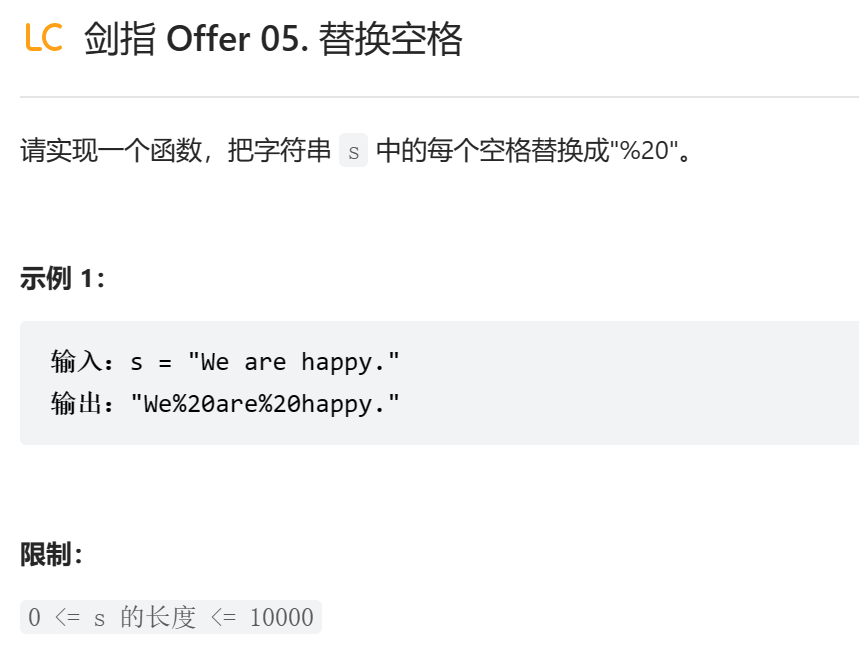 LC 剑指 Offer 05. 替换空格
请实现一个函数，把字符串 s 中的每个空格替换成"%20"。
示例 1：
输入：s = "We are happy."
输出："We%20are%20happy."
限制：
0 <= s 的长度 <= 10000